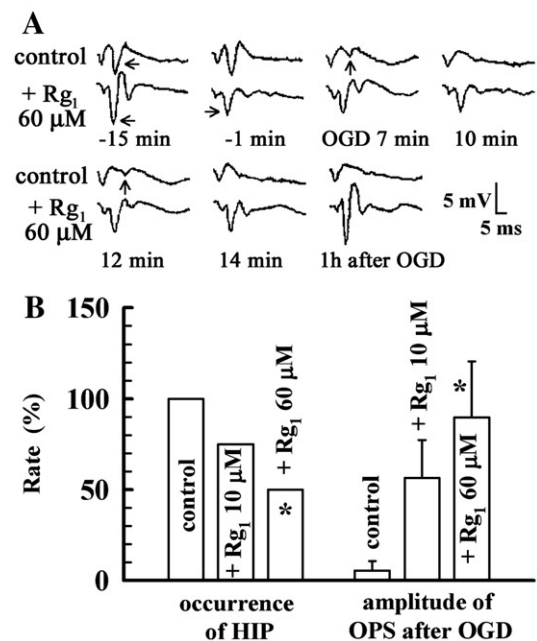 A
control
+ Rg1
60 μM
-15 min
-1 min
OGD 7 min
10 min
control
+ Rg1
60 μM
5 mV
5 ms
12 min
14 min
1h after OGD
B
Rate (%)
150
100
50
0
control
+ Rg1 10 μM
+ Rg1 60 μM
*
control
+ Rg1 10 μM
*
+ Rg1 60 μM
occurrence
of HIP
amplitude of
OPS after OGD